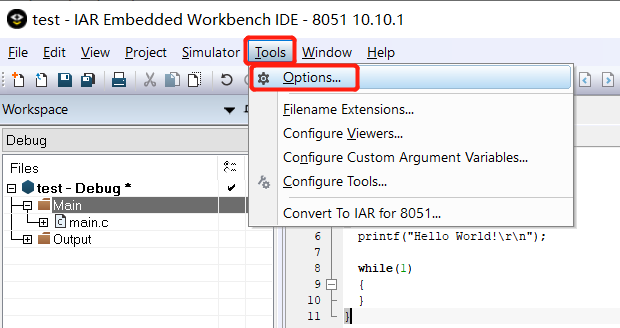 test - IAR Embedded Workbench IDE - 8051 10.10.1
File Edit View Project Simulator Tools Window Help
Options...
Workspace
Filename Extensions...
Debug
Configure Viewers...
Configure Custom Argument Variables...
Files
Configure Tools...
test - Debug *
Main
Convert To IAR for 8051...
main.c
6 printf("Hello World!\r\n");
Output
7
8 while(1)
9 {
10 }
11 }